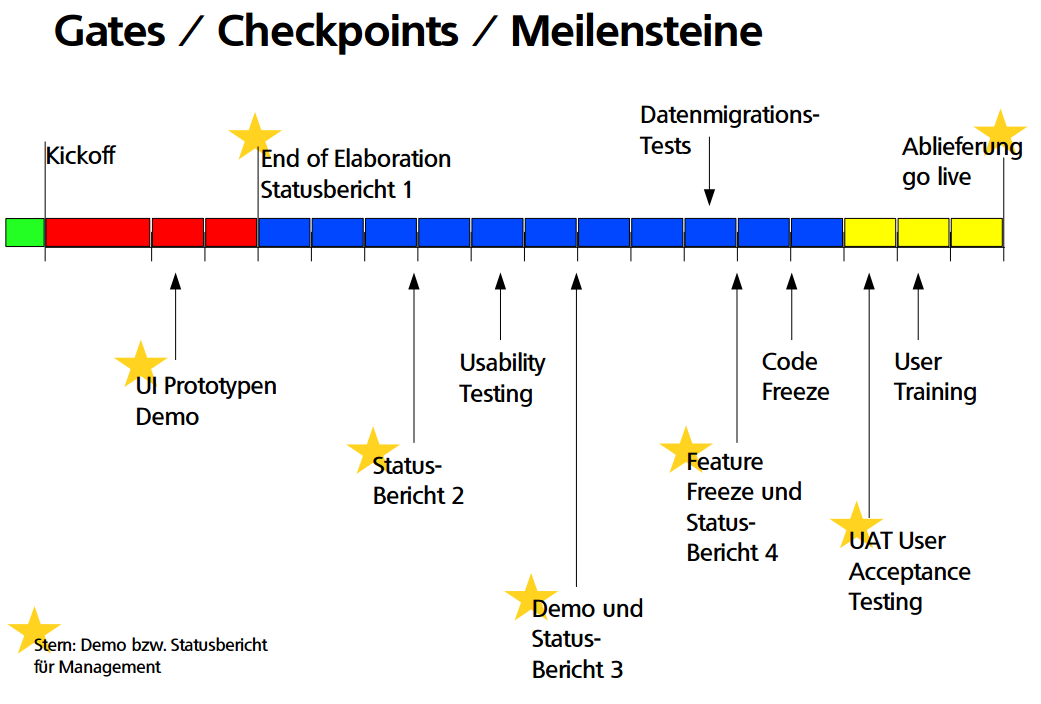 Gates / Checkpoints / Meilensteine
Datenmigrations-
Tests
Kickoff
End of Elaboration
Statusbericht 1
Ablieferung
go live
UI Prototypen
Demo
Usability
Testing
Code
Freeze
User
Training
Status-
Bericht 2
Feature
Freeze und
Status-
Bericht 4
UAT User
Acceptance
Testing
Demo und
Status-
Bericht 3
Stern: Demo bzw. Statusbericht
für Management